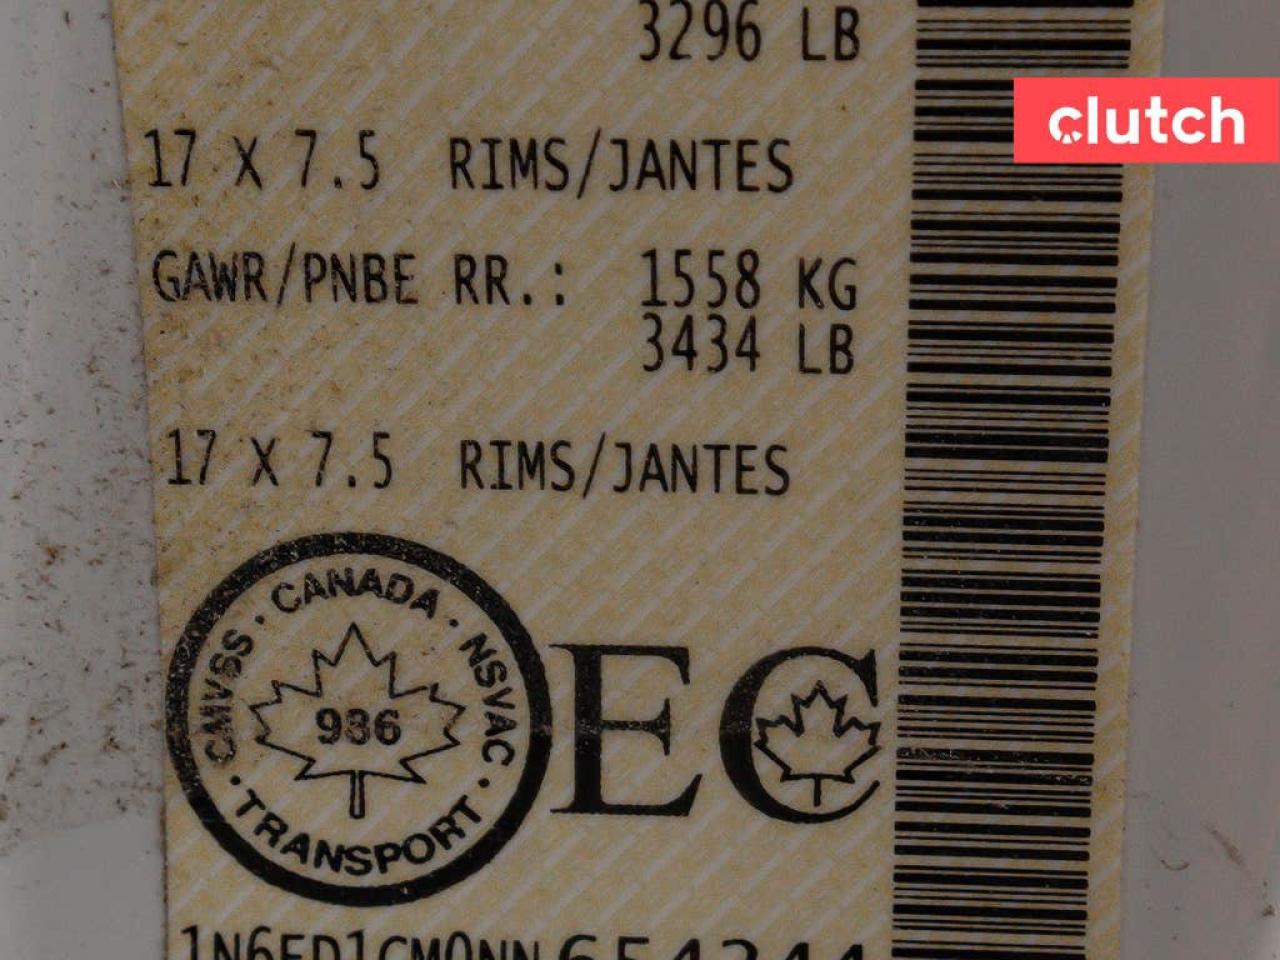 3296 LB
clutch
17 X 7.5 RIMS/JANTES
GAWR/PNBE RR.: 1558 KG
3434 LB
17 X 7.5 RIMS/JANTES
CMVSS · CANADA · NSVAC · TRANSPORT ·
936
EC